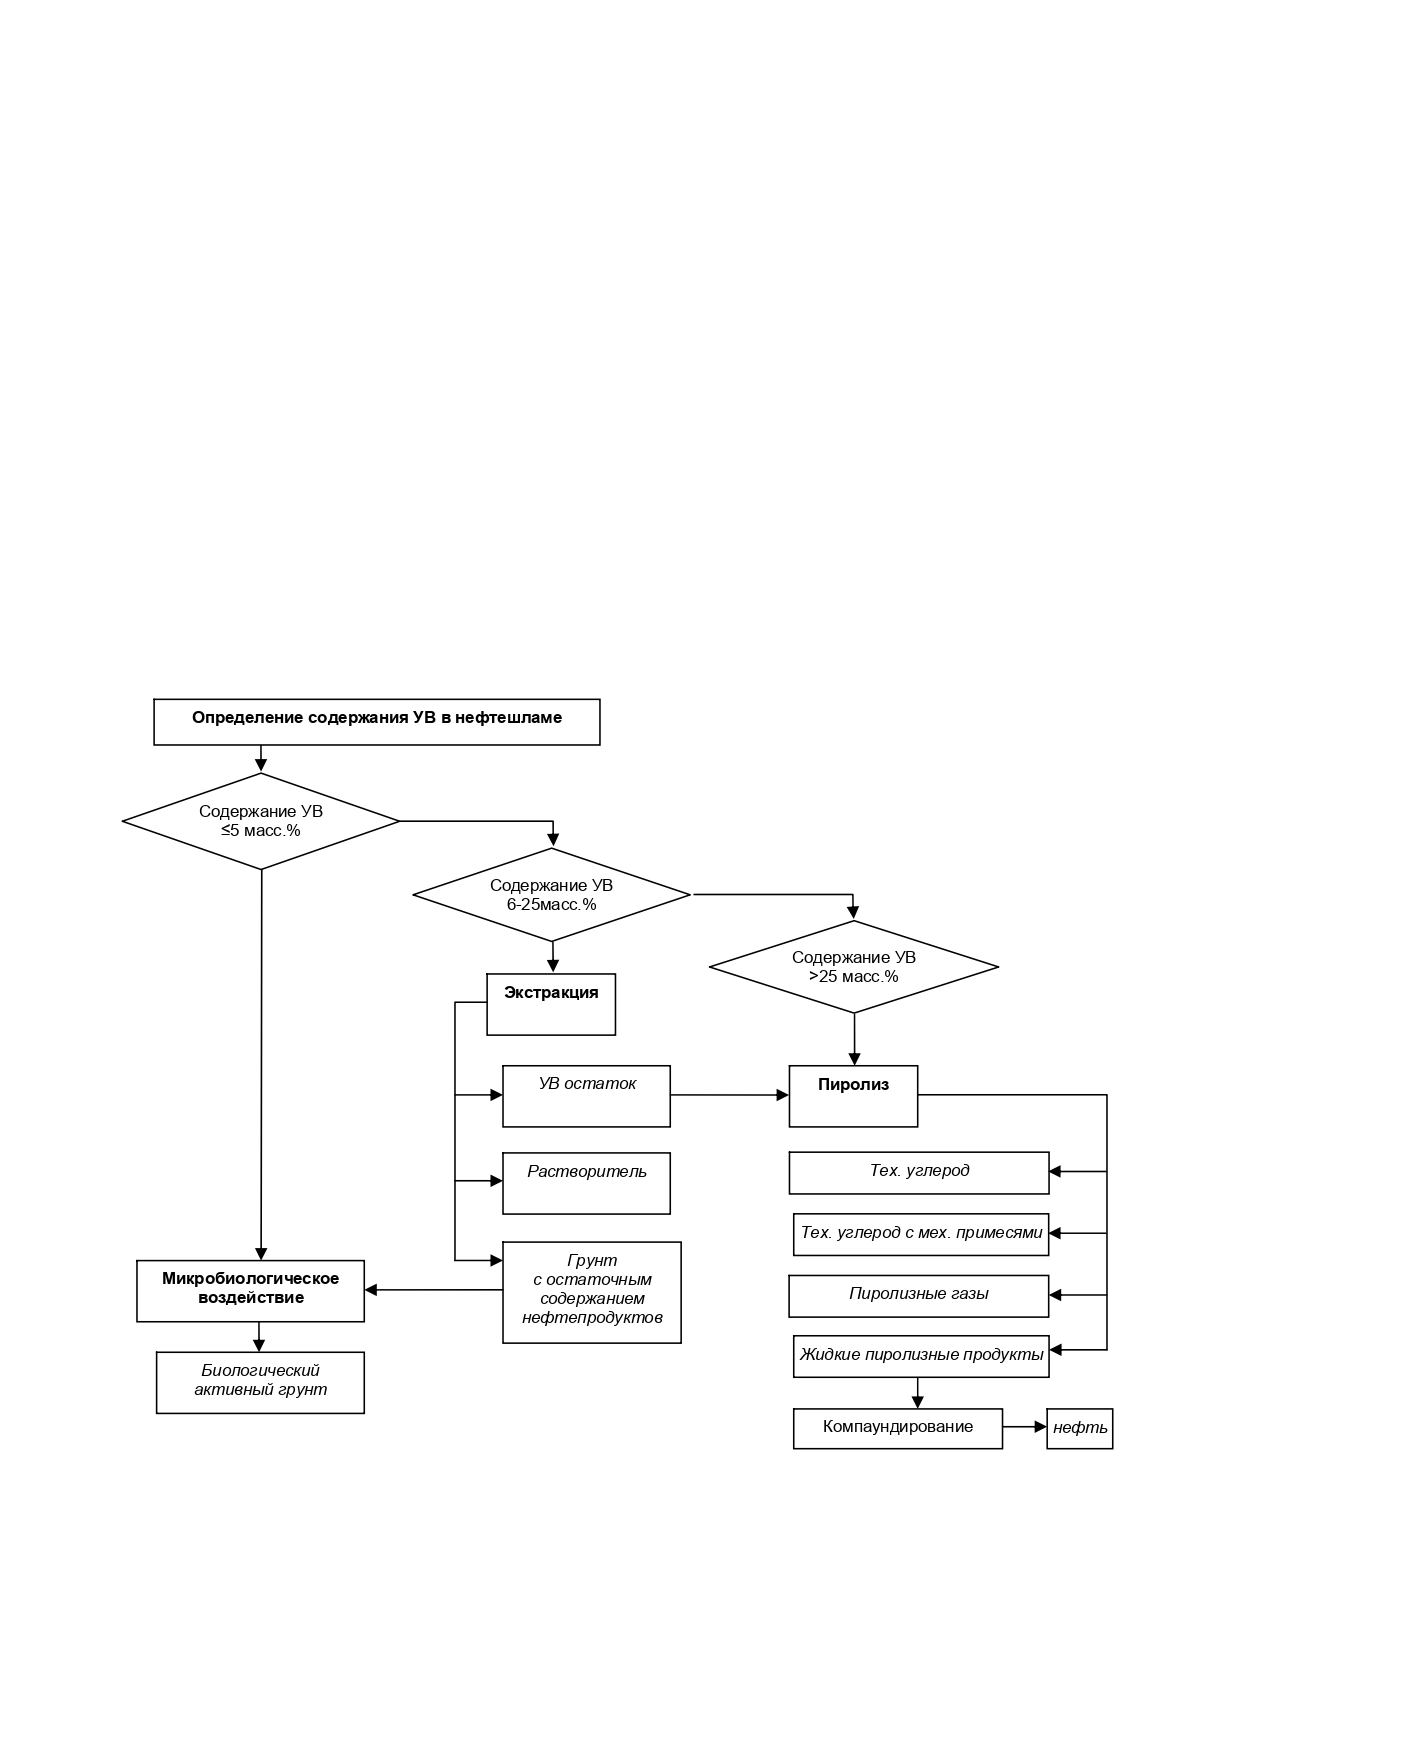 Определение содержания УВ в нефтешламе
Содержание УВ
≤5 масс.%
Содержание УВ
6-25масс.%
Содержание УВ
>25 масс.%
Экстракция
УВ остаток
Пиролиз
Растворитель
Тех. углерод
Тех. углерод с мех. примесями
Грунт
с остаточным
содержанием
нефтепродуктов
Микробиологическое
воздействие
Пиролизные газы
Жидкие пиролизные продукты
Биологический
активный грунт
Компаундирование
нефть